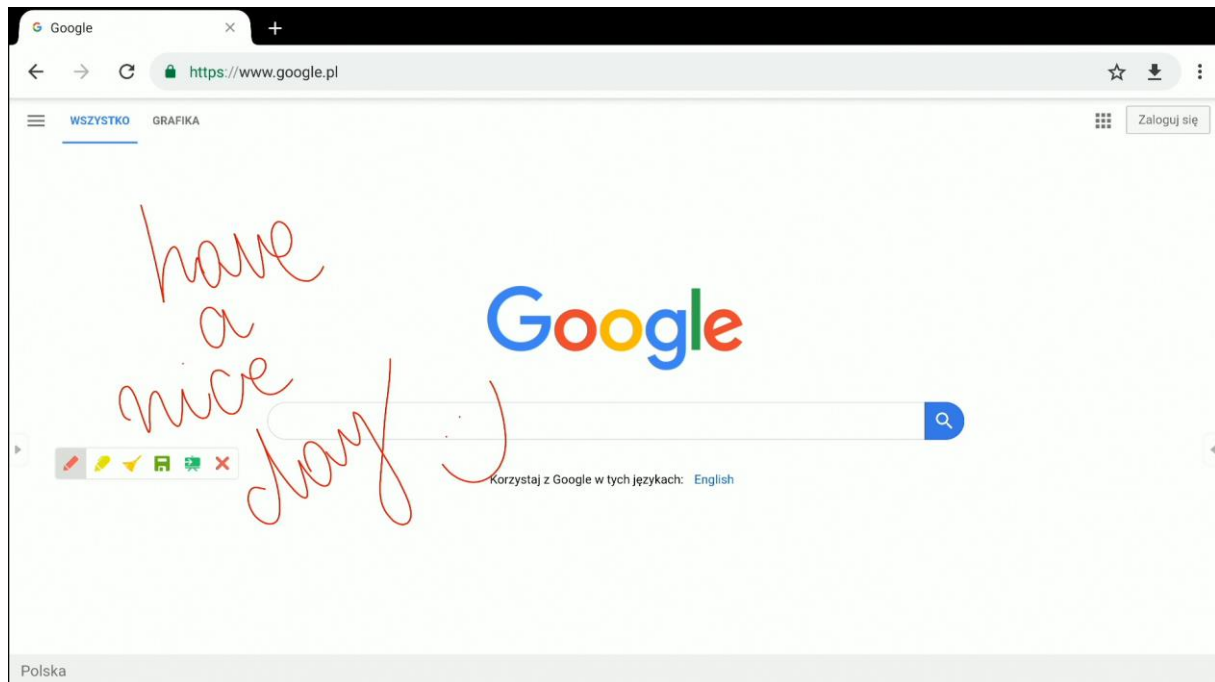 Google
https://www.google.pl
WSZYSTKO GRAFIKA
Zaloguj się
have
a
nice
day :)
Google
Korzystaj z Google w tych językach: English
Polska